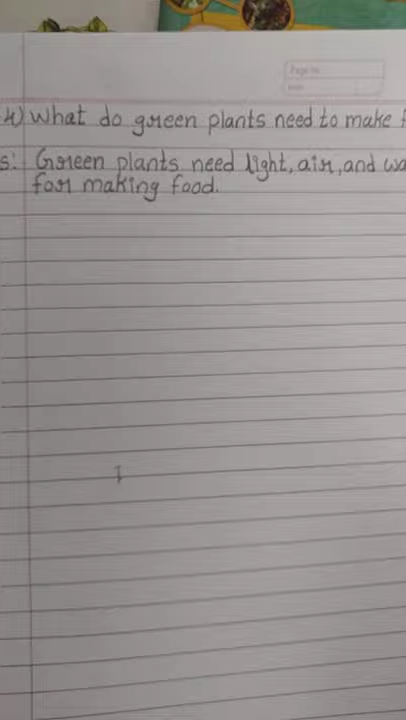 4) What do green plants need to make
s: Green plants need light, air, and
for making food.